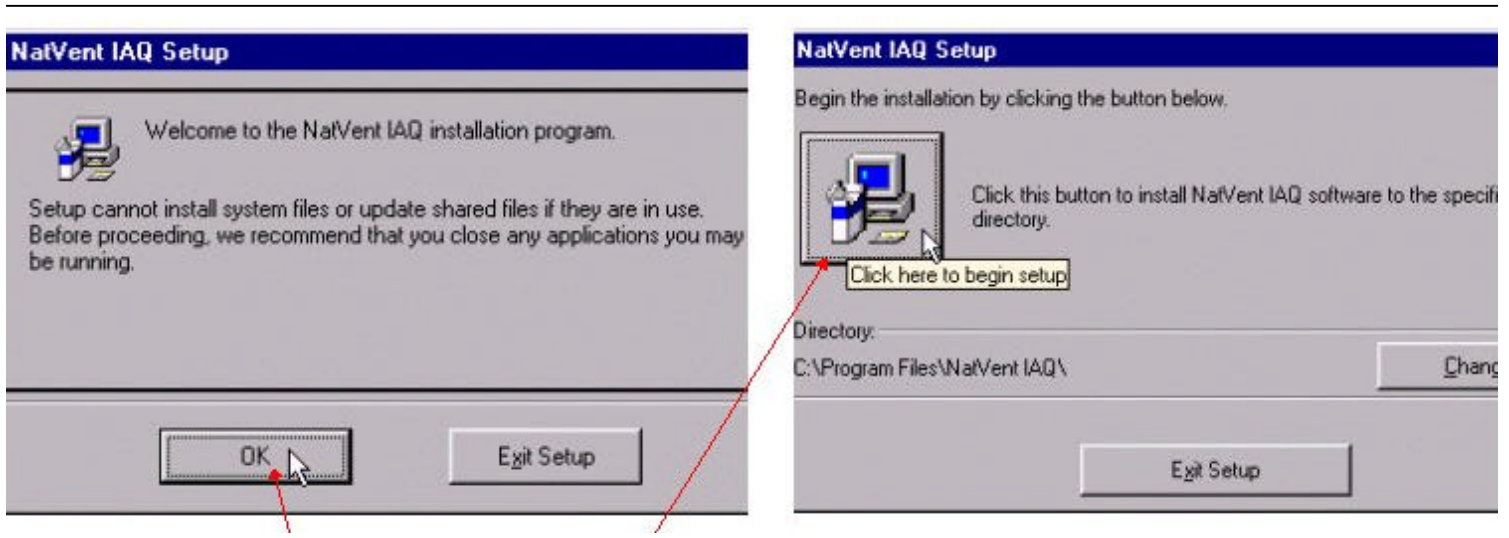 NatVent IAQ Setup
Welcome to the NatVent IAQ installation program.
Setup cannot install system files or update shared files if they are in use.
Before proceeding, we recommend that you close any applications you may
be running.
OK
Exit Setup
NatVent IAQ Setup
Begin the installation by clicking the button below.
Click this button to install NatVent IAQ software to the specifi
directory.
Click here to begin setup
Directory:
C:\Program Files\NatVent IAQ\
Chang
Exit Setup